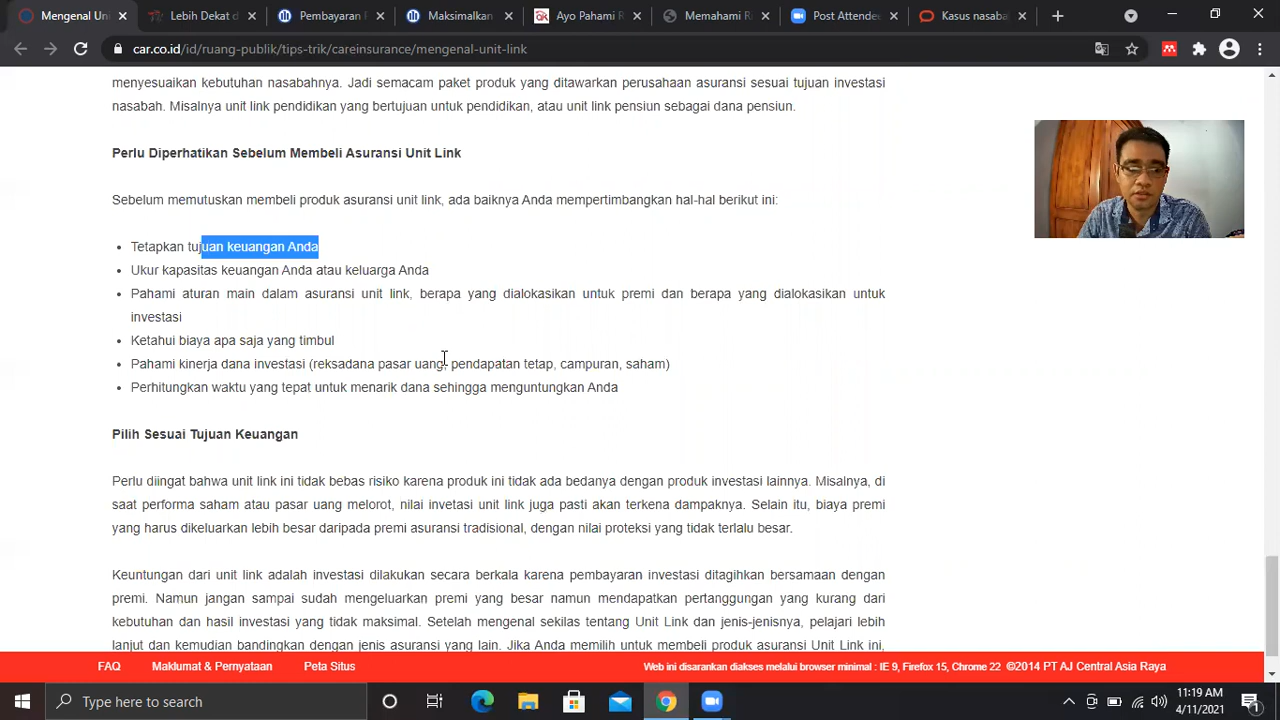 Mengenal Uni
Lebih Dekat d
Pembayaran P
Maksimalkan
Ayo Pahami R
Memahami Ri
Post Attendee
Kasus nasaba
car.co.id/id/ruang-publik/tips-trik/careinsurance/mengenal-unit-link
menyesuaikan kebutuhan nasabahnya. Jadi semacam paket produk yang ditawarkan perusahaan asuransi sesuai tujuan investasi
nasabah. Misalnya unit link pendidikan yang bertujuan untuk pendidikan, atau unit link pensiun sebagai dana pensiun.
Perlu Diperhatikan Sebelum Membeli Asuransi Unit Link
Sebelum memutuskan membeli produk asuransi unit link, ada baiknya Anda mempertimbangkan hal-hal berikut ini:
• Tetapkan tujuan keuangan Anda
• Ukur kapasitas keuangan Anda atau keluarga Anda
• Pahami aturan main dalam asuransi unit link, berapa yang dialokasikan untuk premi dan berapa yang dialokasikan untuk
investasi
• Ketahui biaya apa saja yang timbul
• Pahami kinerja dana investasi (reksadana pasar uang, pendapatan tetap, campuran, saham)
• Perhitungkan waktu yang tepat untuk menarik dana sehingga menguntungkan Anda
Pilih Sesuai Tujuan Keuangan
Perlu diingat bahwa unit link ini tidak bebas risiko karena produk ini tidak ada bedanya dengan produk investasi lainnya. Misalnya, di
saat performa saham atau pasar uang melorot, nilai invetasi unit link juga pasti akan terkena dampaknya. Selain itu, biaya premi
yang harus dikeluarkan lebih besar daripada premi asuransi tradisional, dengan nilai proteksi yang tidak terlalu besar.
Keuntungan dari unit link adalah investasi dilakukan secara berkala karena pembayaran investasi ditagihkan bersamaan dengan
premi. Namun jangan sampai sudah mengeluarkan premi yang besar namun mendapatkan pertanggungan yang kurang dari
kebutuhan dan hasil investasi yang tidak maksimal. Setelah mengenal sekilas tentang Unit Link dan jenis-jenisnya, pelajari lebih
lanjut dan kemudian bandingkan dengan jenis asuransi yang lain. Jika Anda memilih untuk membeli produk asuransi Unit Link ini,
FAQ
Maklumat & Pernyataan
Peta Situs
Web ini disarankan diakses melalui browser minimal : IE 9, Firefox 15, Chrome 22 ©2014 PT AJ Central Asia Raya
Type here to search
11:19 AM
4/11/2021